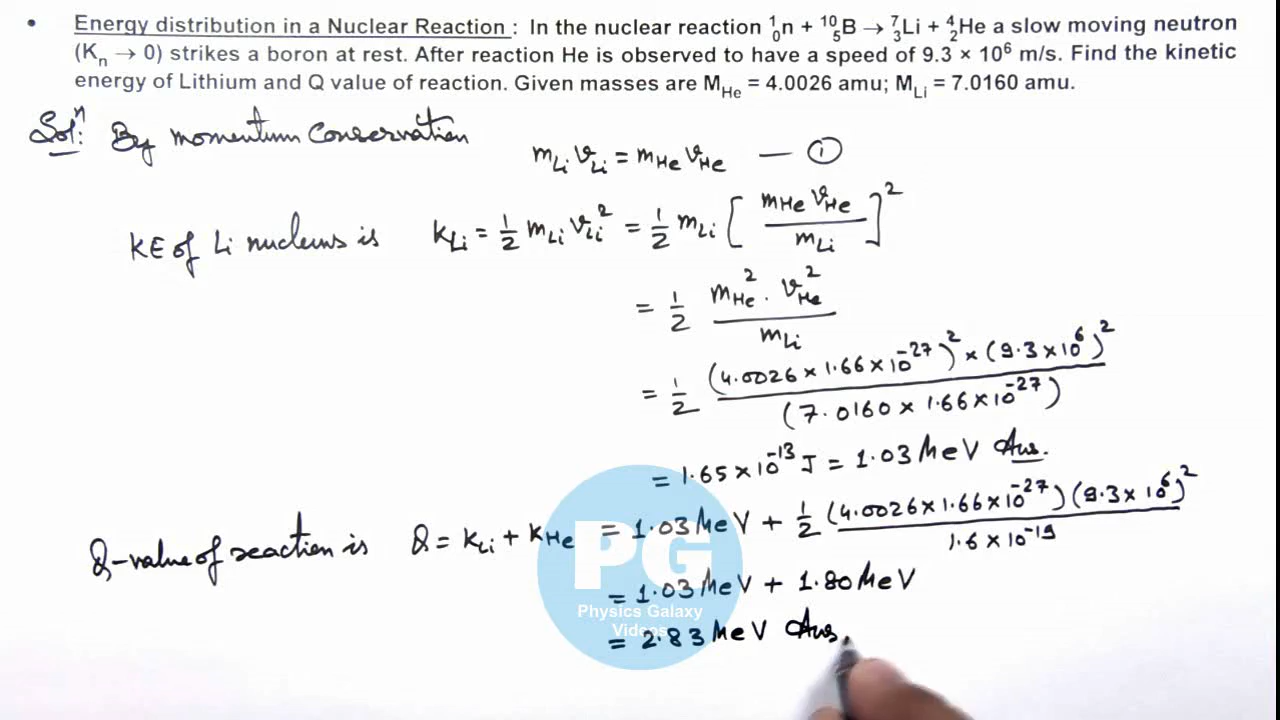 • Energy distribution in a Nuclear Reaction : In the nuclear reaction ¹₀n + ¹⁰₅B → ⁷₃Li + ⁴₂He a slow moving neutron
(Kₙ → 0) strikes a boron at rest. After reaction He is observed to have a speed of 9.3 × 10⁶ m/s. Find the kinetic
energy of Lithium and Q value of reaction. Given masses are M_He = 4.0026 amu; M_Li = 7.0160 amu.
Solⁿ: By momentum Conservation
m_Li v_Li = m_He v_He — ①
KE of Li nucleus is K_Li = 1/2 m_Li v_Li² = 1/2 m_Li [ m_He v_He / m_Li ]²
= 1/2 m_He² · v_He² / m_Li
= 1/2 (4.0026 × 1.66 × 10⁻²⁷)² × (9.3 × 10⁶)² / (7.0160 × 1.66 × 10⁻²⁷)
= 1.65 × 10⁻¹³ J = 1.03 MeV Ans.
Q-value of reaction is Q = K_Li + K_He = 1.03 MeV + 1/2 (4.0026 × 1.66 × 10⁻²⁷) (9.3 × 10⁶)² / 1.6 × 10⁻¹⁹
= 1.03 MeV + 1.80 MeV
= 2.83 MeV Ans.
PG
Physics Galaxy
Videos